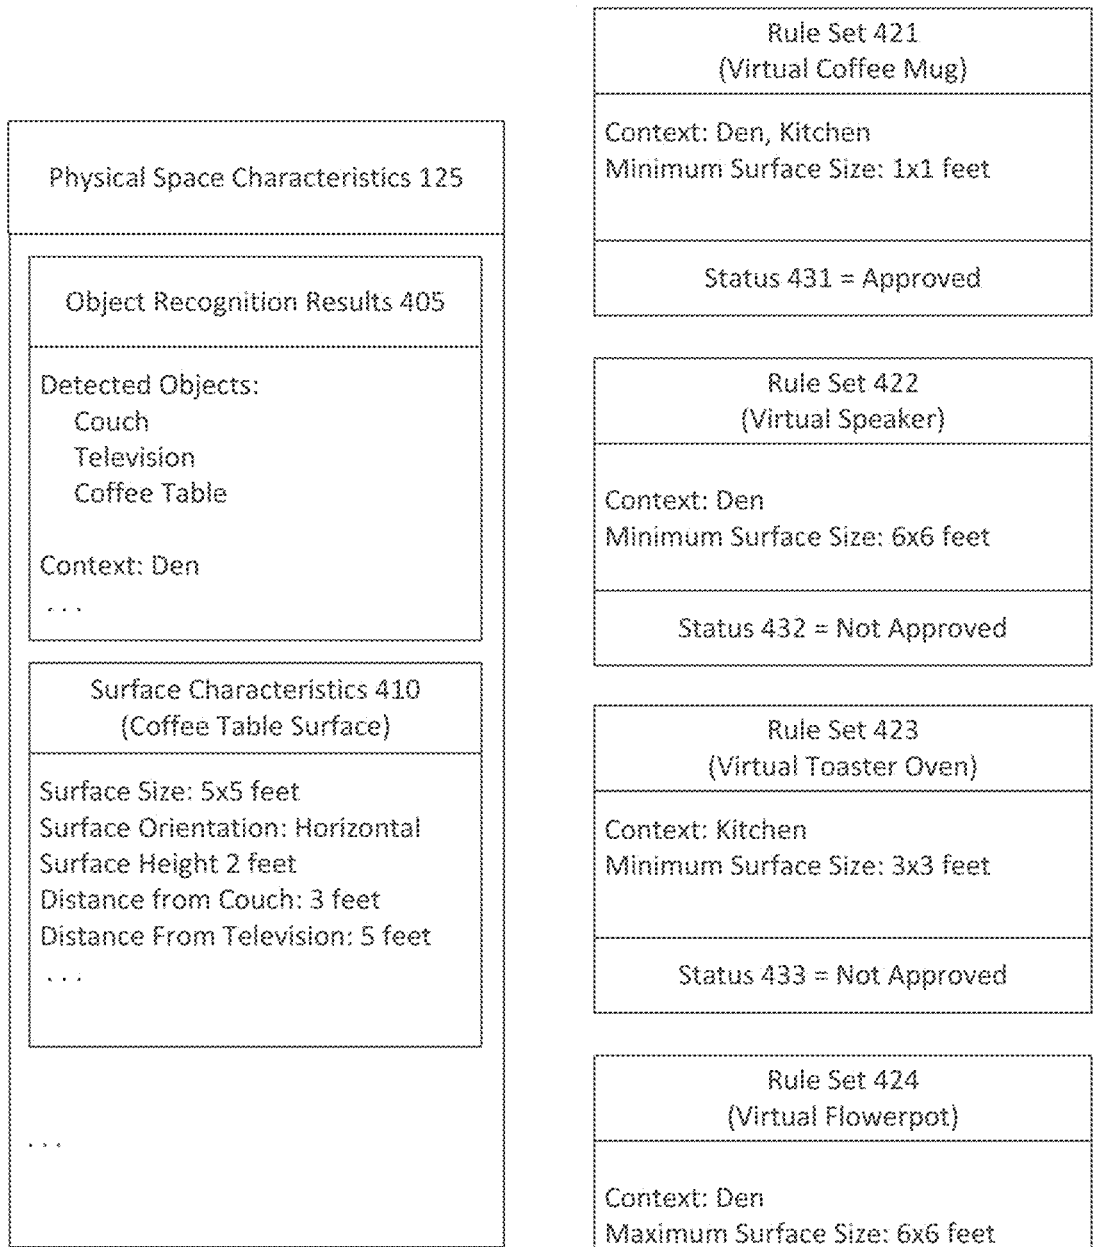 Physical Space Characteristics 125
Object Recognition Results 405
Detected Objects:
Couch
Television
Coffee Table
Context: Den
. . .
Surface Characteristics 410
(Coffee Table Surface)
Surface Size: 5x5 feet
Surface Orientation: Horizontal
Surface Height 2 feet
Distance from Couch: 3 feet
Distance From Television: 5 feet
. . .
. . .
Rule Set 421
(Virtual Coffee Mug)
Context: Den, Kitchen
Minimum Surface Size: 1x1 feet
Status 431 = Approved
Rule Set 422
(Virtual Speaker)
Context: Den
Minimum Surface Size: 6x6 feet
Status 432 = Not Approved
Rule Set 423
(Virtual Toaster Oven)
Context: Kitchen
Minimum Surface Size: 3x3 feet
Status 433 = Not Approved
Rule Set 424
(Virtual Flowerpot)
Context: Den
Maximum Surface Size: 6x6 feet